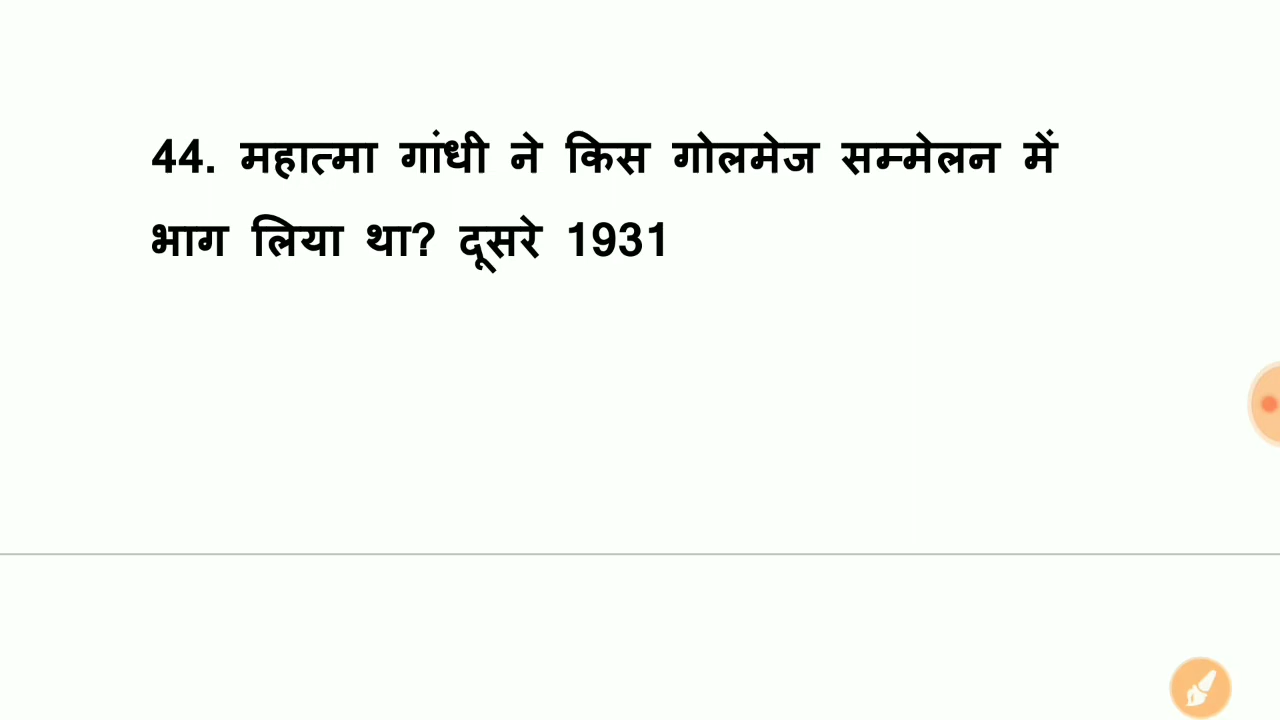 44. महात्मा गांधी ने किस गोलमेज सम्मेलन में
भाग लिया था? दूसरे 1931